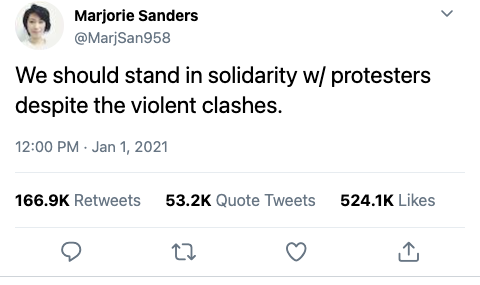 Marjorie Sanders
@MarjSan958
We should stand in solidarity w/ protesters
despite the violent clashes.
12:00 PM · Jan 1, 2021
166.9K Retweets 53.2K Quote Tweets 524.1K Likes